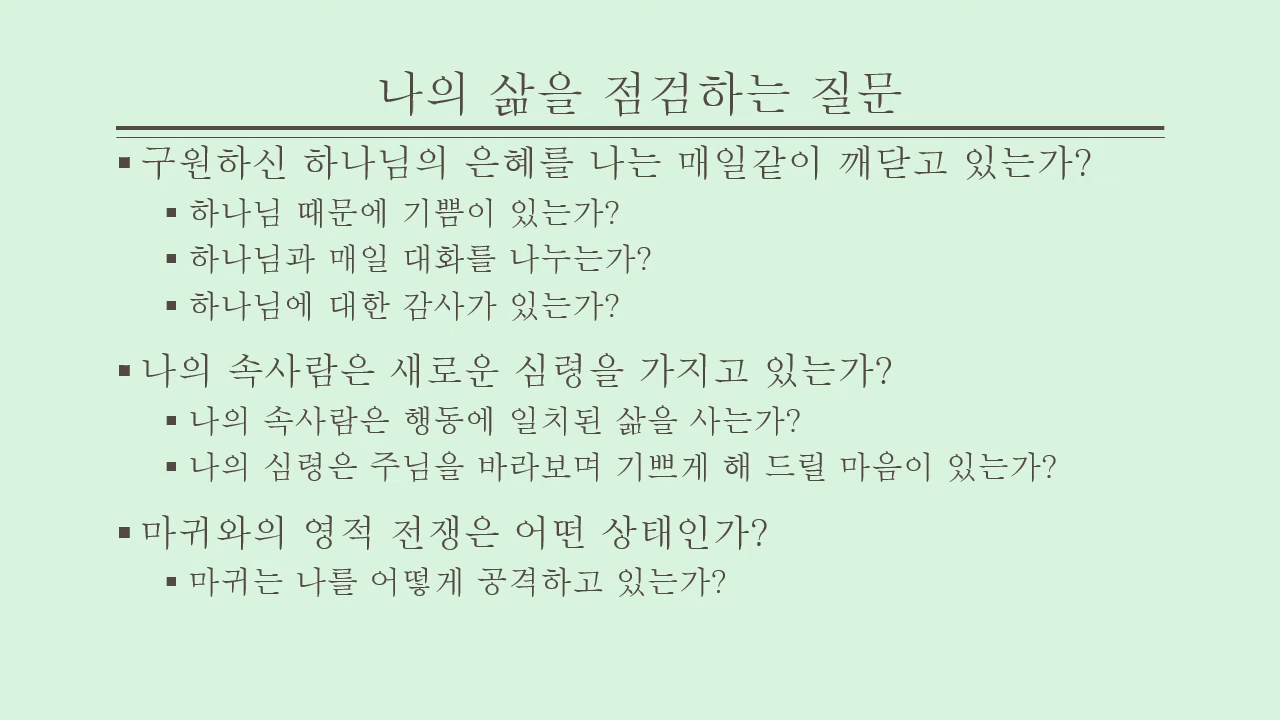 나의 삶을 점검하는 질문
▪ 구원하신 하나님의 은혜를 나는 매일같이 깨닫고 있는가?
▪ 하나님 때문에 기쁨이 있는가?
▪ 하나님과 매일 대화를 나누는가?
▪ 하나님에 대한 감사가 있는가?
▪ 나의 속사람은 새로운 심령을 가지고 있는가?
▪ 나의 속사람은 행동에 일치된 삶을 사는가?
▪ 나의 심령은 주님을 바라보며 기쁘게 해 드릴 마음이 있는가?
▪ 마귀와의 영적 전쟁은 어떤 상태인가?
▪ 마귀는 나를 어떻게 공격하고 있는가?